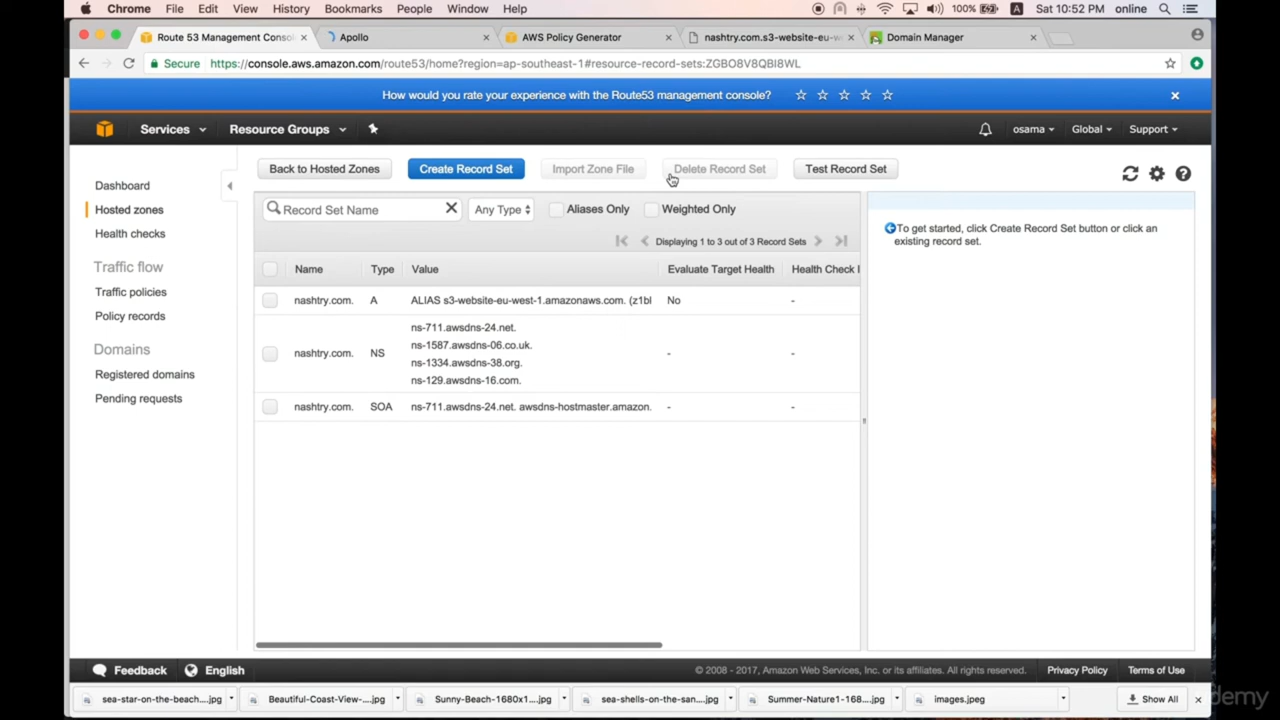 Chrome File Edit View History Bookmarks People Window Help 100% A Sat 10:52 PM online
Route 53 Management Consol Apollo AWS Policy Generator nashtry.com.s3-website-eu-w Domain Manager
Secure https://console.aws.amazon.com/route53/home?region=ap-southeast-1#resource-record-sets:ZGBO8V8QBI8WL
How would you rate your experience with the Route53 management console?
Services Resource Groups osama Global Support
Back to Hosted Zones Create Record Set Import Zone File Delete Record Set Test Record Set
Dashboard
Hosted zones
Health checks
Traffic flow
Traffic policies
Policy records
Domains
Registered domains
Pending requests
Record Set Name Any Type Aliases Only Weighted Only
Displaying 1 to 3 out of 3 Record Sets
Name Type Value Evaluate Target Health Health Check I
nashtry.com. A ALIAS s3-website-eu-west-1.amazonaws.com. (z1bl No -
nashtry.com. NS ns-711.awsdns-24.net. - -
ns-1587.awsdns-06.co.uk.
ns-1334.awsdns-38.org.
ns-129.awsdns-16.com.
nashtry.com. SOA ns-711.awsdns-24.net. awsdns-hostmaster.amazon. - -
To get started, click Create Record Set button or click an
existing record set.
Feedback English © 2008 - 2017, Amazon Web Services, Inc. or its affiliates. All rights reserved. Privacy Policy Terms of Use
sea-star-on-the-beach....jpg Beautiful-Coast-View-....jpg Sunny-Beach-1680x1....jpg sea-shells-on-the-san....jpg Summer-Nature1-168....jpg images.jpeg Show All
demy